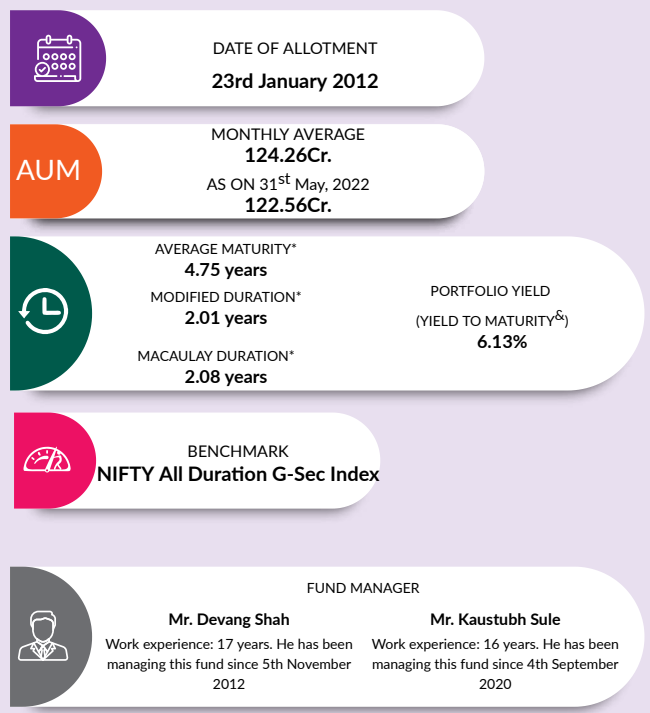 DATE OF ALLOTMENT
23rd January 2012
AUM
MONTHLY AVERAGE
124.26Cr.
AS ON 31st May, 2022
122.56Cr.
AVERAGE MATURITY*
4.75 years
MODIFIED DURATION*
2.01 years
MACAULAY DURATION*
2.08 years
PORTFOLIO YIELD
(YIELD TO MATURITY&)
6.13%
BENCHMARK
NIFTY All Duration G-Sec Index
FUND MANAGER
Mr. Devang Shah
Work experience: 17 years. He has been
managing this fund since 5th November
2012
Mr. Kaustubh Sule
Work experience: 16 years. He has been
managing this fund since 4th September
2020